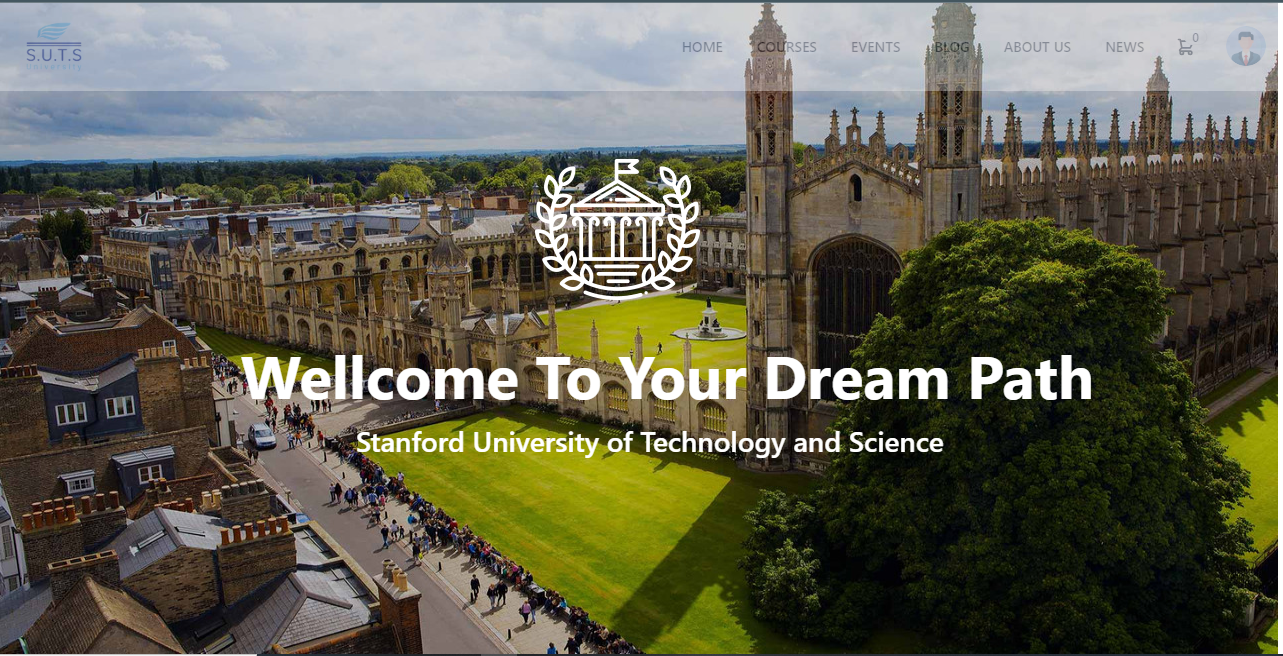 S.U.T.S
university
HOME COURSES EVENTS BLOG ABOUT US NEWS 0
Wellcome To Your Dream Path
Stanford University of Technology and Science